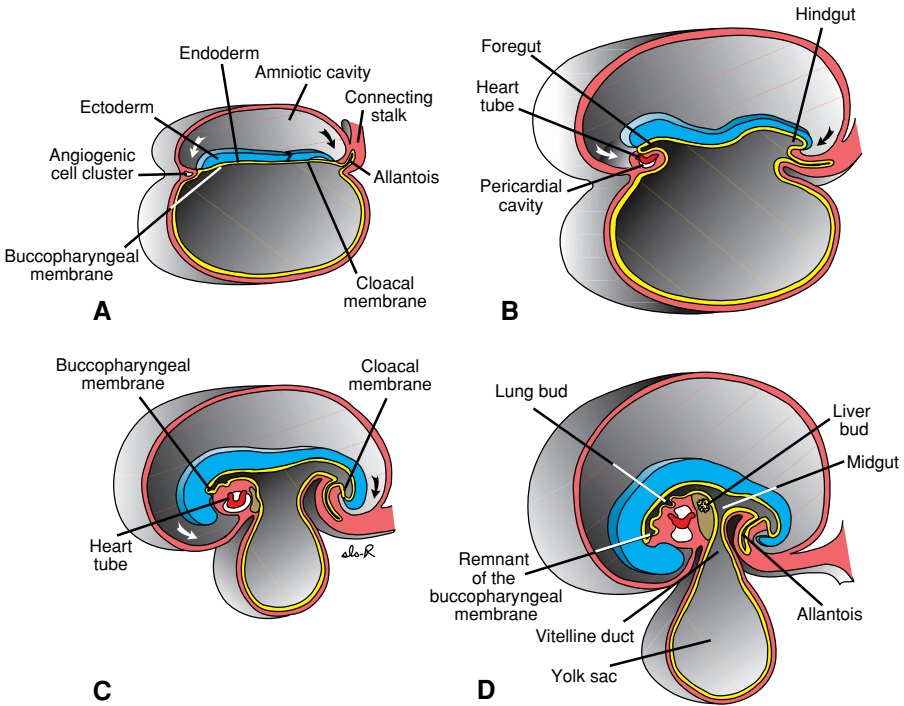 Endoderm
Amniotic cavity
Ectoderm
Connecting
stalk
Angiogenic
cell cluster
Allantois
Buccopharyngeal
membrane
Cloacal
membrane
A
Hindgut
Foregut
Heart
tube
Pericardial
cavity
B
Buccopharyngeal
membrane
Cloacal
membrane
Heart
tube
sls-R
C
Lung bud
Liver
bud
Midgut
Remnant
of the
buccopharyngeal
membrane
Allantois
Vitelline duct
Yolk sac
D